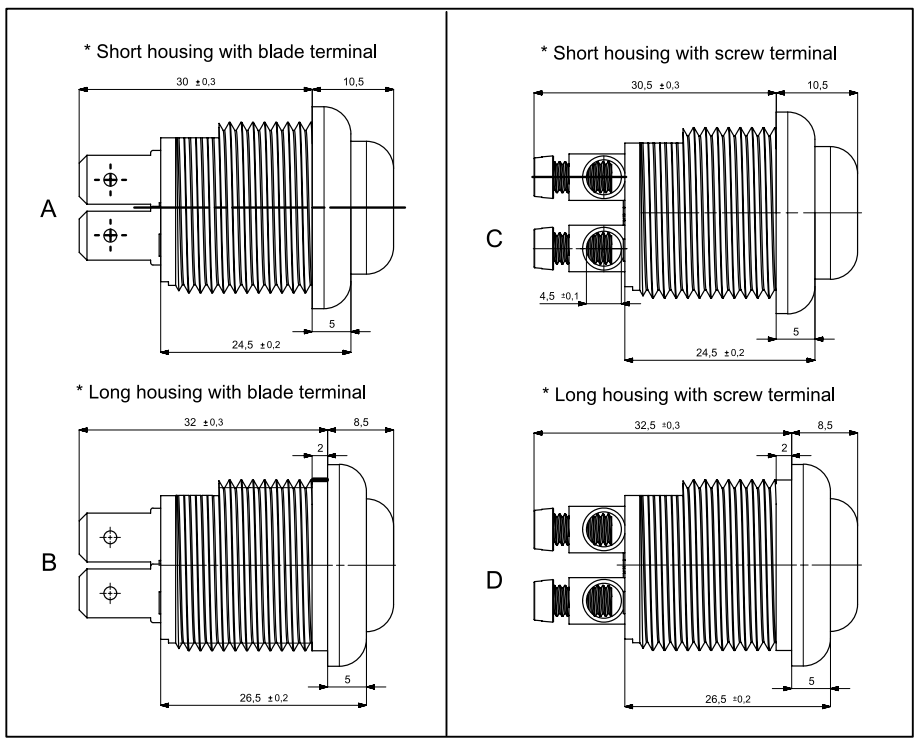 * Short housing with blade terminal
30 ±0,3
10,5
A
5
24,5 ±0,2
* Long housing with blade terminal
32 ±0,3
8,5
2
B
5
26,5 ±0,2
* Short housing with screw terminal
30,5 ±0,3
10,5
C
4,5 ±0,1
5
24,5 ±0,2
* Long housing with screw terminal
32,5 ±0,3
8,5
2
D
5
26,5 ±0,2